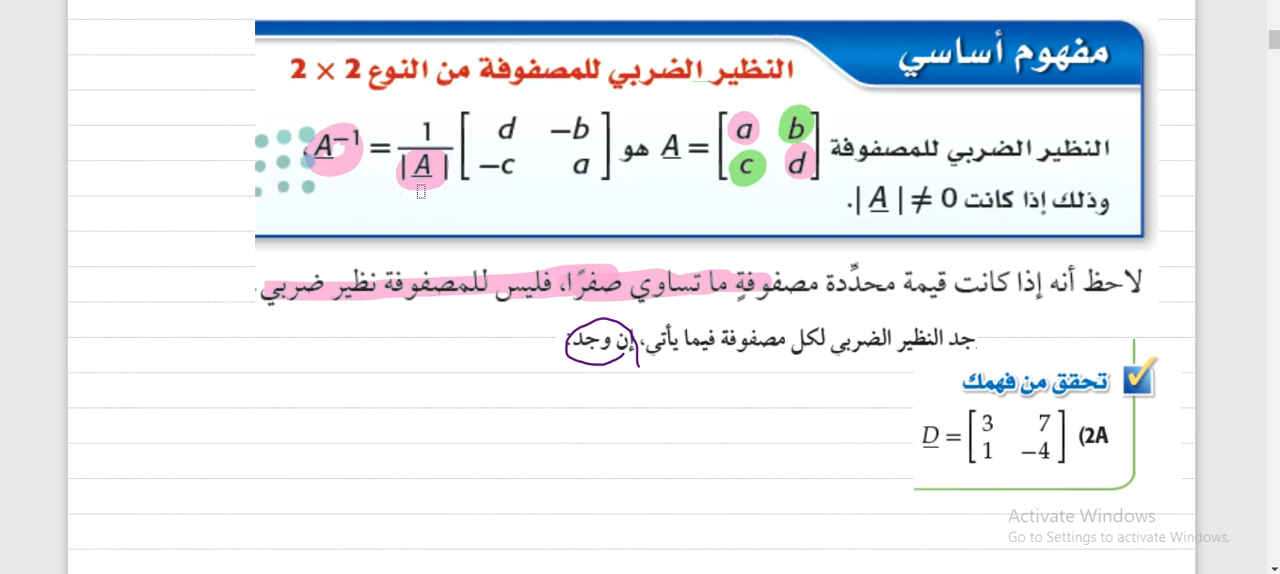 مفهوم أساسي
النظير الضربي للمصفوفة من النوع 2 × 2
النظير الضربي للمصفوفة A = [a b; c d] هو A⁻¹ = 1/|A| [d −b; −c a]،
وذلك إذا كانت |A| ≠ 0.
لاحظ أنه إذا كانت قيمة محدِّدة مصفوفةٍ ما تساوي صفرًا، فليس للمصفوفة نظير ضربي.
جد النظير الضربي لكل مصفوفة فيما يأتي، إن وجد:
تحقق من فهمك
(2A D = [3 7; 1 −4]
Activate Windows
Go to Settings to activate Windows.